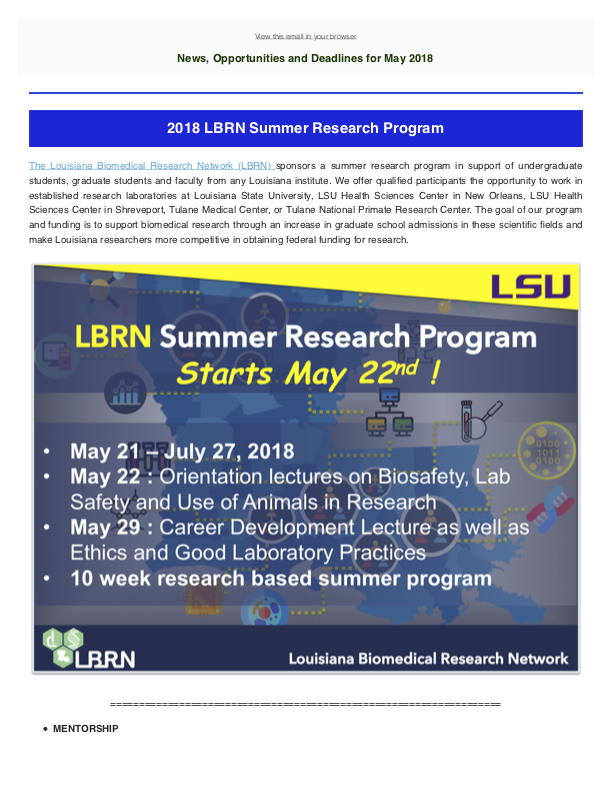 View this email in your browser
News, Opportunities and Deadlines for May 2018
2018 LBRN Summer Research Program
The Louisiana Biomedical Research Network (LBRN) sponsors a summer research program in support of undergraduate
students, graduate students and faculty from any Louisiana institute. We offer qualified participants the opportunity to work in
established research laboratories at Louisiana State University, LSU Health Sciences Center in New Orleans, LSU Health
Sciences Center in Shreveport, Tulane Medical Center, or Tulane National Primate Research Center. The goal of our program
and funding is to support biomedical research through an increase in graduate school admissions in these scientific fields and
make Louisiana researchers more competitive in obtaining federal funding for research.
LSU
LBRN Summer Research Program
Starts May 22nd !
0100
1011
0100
• May 21 – July 27, 2018
• May 22 : Orientation lectures on Biosafety, Lab
Safety and Use of Animals in Research
• May 29 : Career Development Lecture as well as
Ethics and Good Laboratory Practices
• 10 week research based summer program
LBRN
Louisiana Biomedical Research Network
===================================================================
• MENTORSHIP